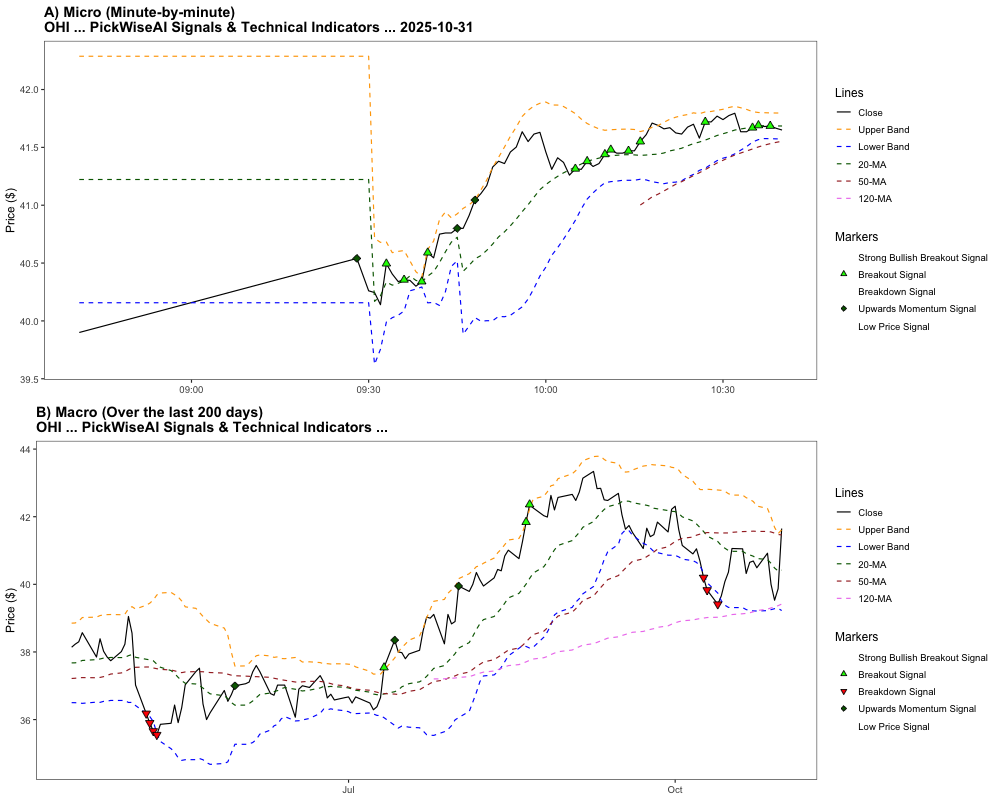 A) Micro (Minute-by-minute)
OHI ... PickWiseAI Signals & Technical Indicators ... 2025-10-31
Price ($)
42.0
41.5
41.0
40.5
40.0
39.5
09:00
09:30
10:00
10:30
Lines
Close
Upper Band
Lower Band
20-MA
50-MA
120-MA
Markers
Strong Bullish Breakout Signal
Breakout Signal
Breakdown Signal
Upwards Momentum Signal
Low Price Signal
B) Macro (Over the last 200 days)
OHI ... PickWiseAI Signals & Technical Indicators ...
Price ($)
44
42
40
38
36
Jul
Oct
Lines
Close
Upper Band
Lower Band
20-MA
50-MA
120-MA
Markers
Strong Bullish Breakout Signal
Breakout Signal
Breakdown Signal
Upwards Momentum Signal
Low Price Signal